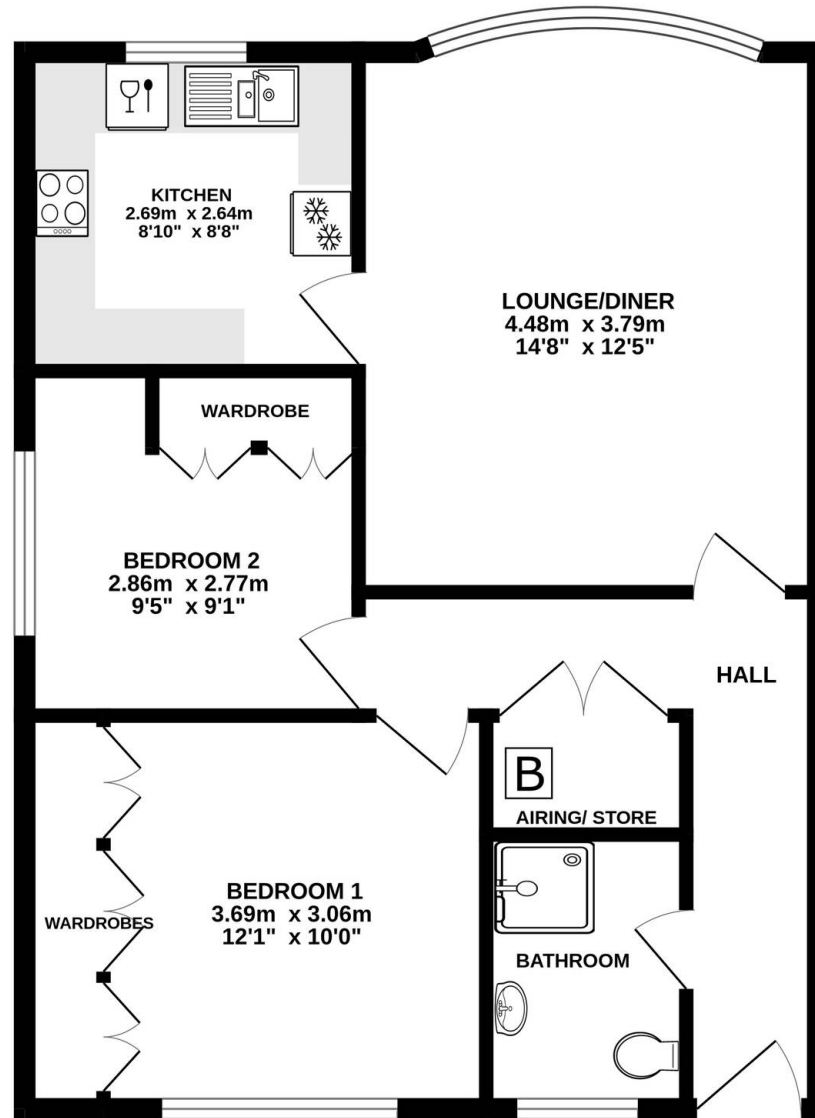 KITCHEN
2.69m x 2.64m
8'10" x 8'8"
LOUNGE/DINER
4.48m x 3.79m
14'8" x 12'5"
WARDROBE
BEDROOM 2
2.86m x 2.77m
9'5" x 9'1"
HALL
B
AIRING/ STORE
BEDROOM 1
3.69m x 3.06m
12'1" x 10'0"
WARDROBES
BATHROOM